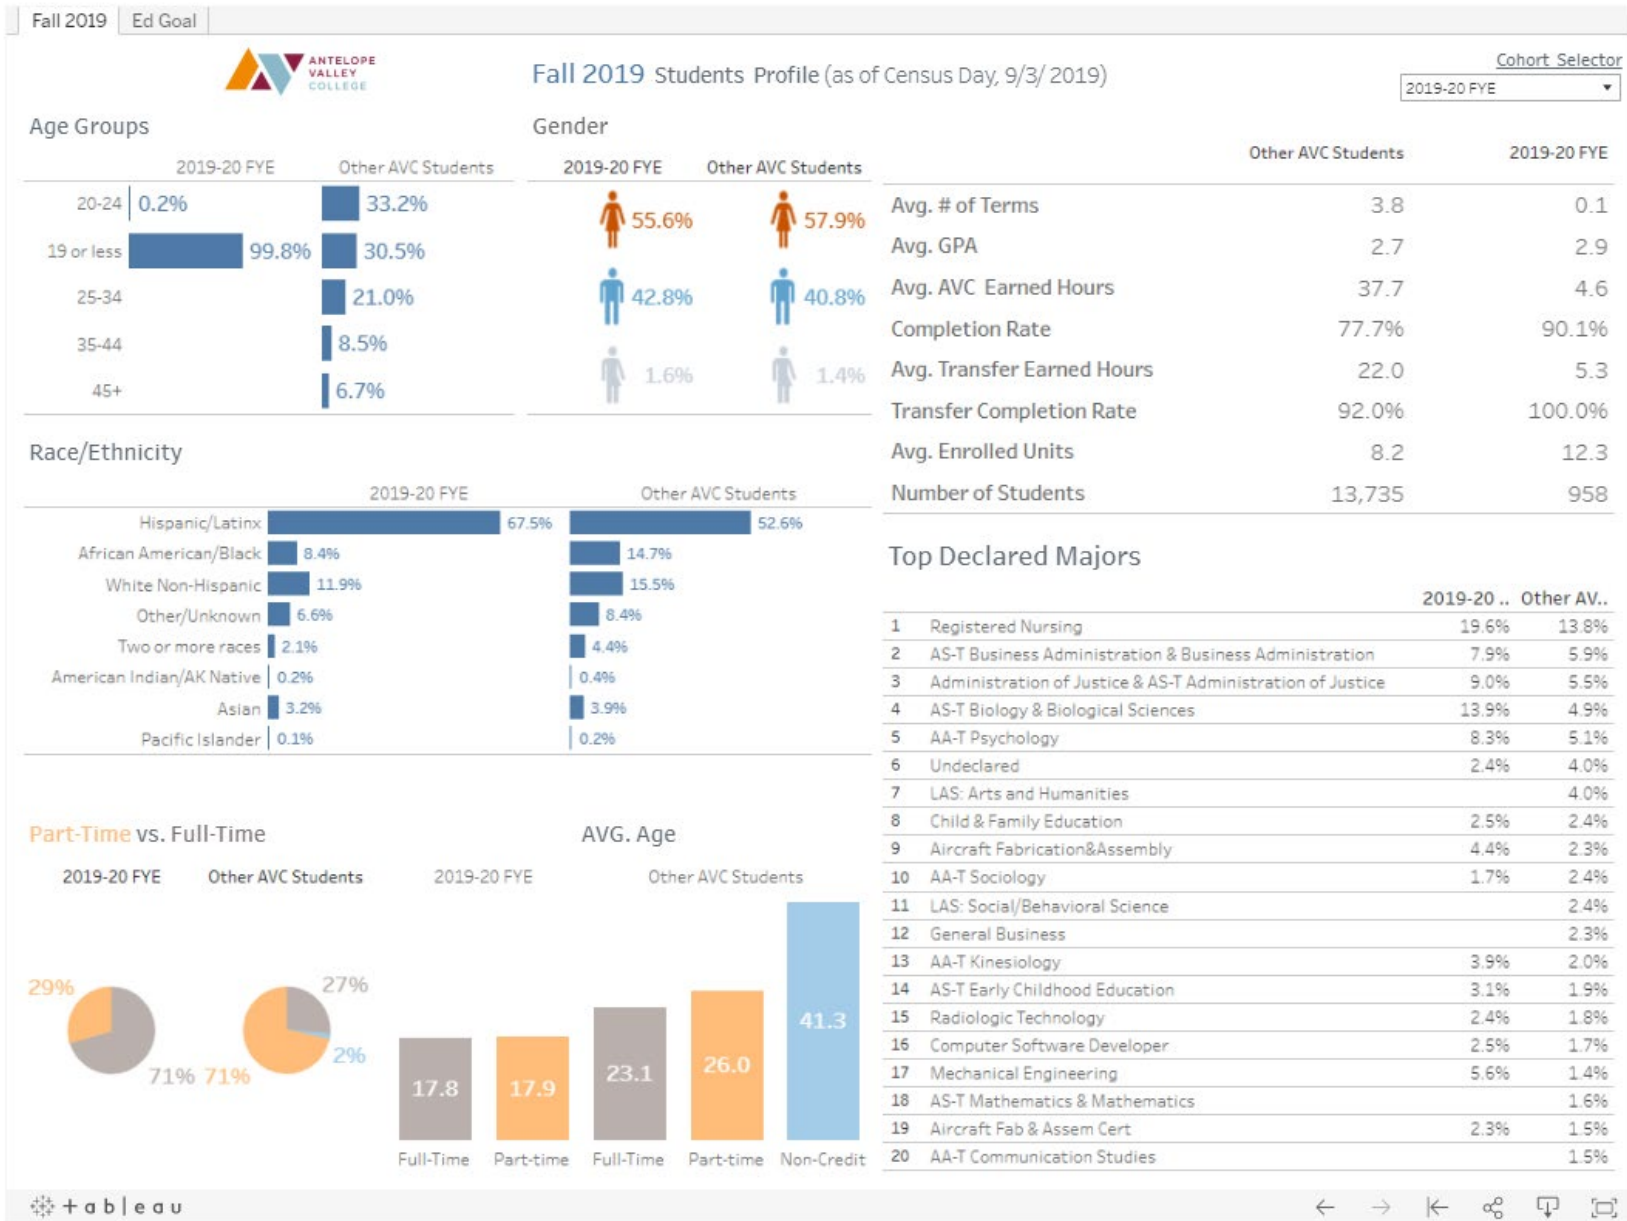 Fall 2019 Ed Goal
ANTELOPE
VALLEY
COLLEGE
Fall 2019 Students Profile (as of Census Day, 9/3/ 2019)
Cohort Selector
2019-20 FYE
Age Groups
2019-20 FYE Other AVC Students
20-24 0.2% 33.2%
19 or less 99.8% 30.5%
25-34 21.0%
35-44 8.5%
45+ 6.7%
Gender
2019-20 FYE Other AVC Students
55.6% 57.9%
42.8% 40.8%
1.6% 1.4%
Other AVC Students 2019-20 FYE
Avg. # of Terms 3.8 0.1
Avg. GPA 2.7 2.9
Avg. AVC Earned Hours 37.7 4.6
Completion Rate 77.7% 90.1%
Avg. Transfer Earned Hours 22.0 5.3
Transfer Completion Rate 92.0% 100.0%
Avg. Enrolled Units 8.2 12.3
Number of Students 13,735 958
Race/Ethnicity
2019-20 FYE Other AVC Students
Hispanic/Latinx 67.5% 52.6%
African American/Black 8.4% 14.7%
White Non-Hispanic 11.9% 15.5%
Other/Unknown 6.6% 8.4%
Two or more races 2.1% 4.4%
American Indian/AK Native 0.2% 0.4%
Asian 3.2% 3.9%
Pacific Islander 0.1% 0.2%
Top Declared Majors
2019-20 .. Other AV..
1 Registered Nursing 19.6% 13.8%
2 AS-T Business Administration & Business Administration 7.9% 5.9%
3 Administration of Justice & AS-T Administration of Justice 9.0% 5.5%
4 AS-T Biology & Biological Sciences 13.9% 4.9%
5 AA-T Psychology 8.3% 5.1%
6 Undeclared 2.4% 4.0%
7 LAS: Arts and Humanities 4.0%
8 Child & Family Education 2.5% 2.4%
9 Aircraft Fabrication&Assembly 4.4% 2.3%
10 AA-T Sociology 1.7% 2.4%
11 LAS: Social/Behavioral Science 2.4%
12 General Business 2.3%
13 AA-T Kinesiology 3.9% 2.0%
14 AS-T Early Childhood Education 3.1% 1.9%
15 Radiologic Technology 2.4% 1.8%
16 Computer Software Developer 2.5% 1.7%
17 Mechanical Engineering 5.6% 1.4%
18 AS-T Mathematics & Mathematics 1.6%
19 Aircraft Fab & Assem Cert 2.3% 1.5%
20 AA-T Communication Studies 1.5%
Part-Time vs. Full-Time
2019-20 FYE Other AVC Students
29% 27%
2%
71% 71%
AVG. Age
2019-20 FYE Other AVC Students
17.8 17.9 23.1 26.0 41.3
Full-Time Part-time Full-Time Part-time Non-Credit
+ a b | e a u